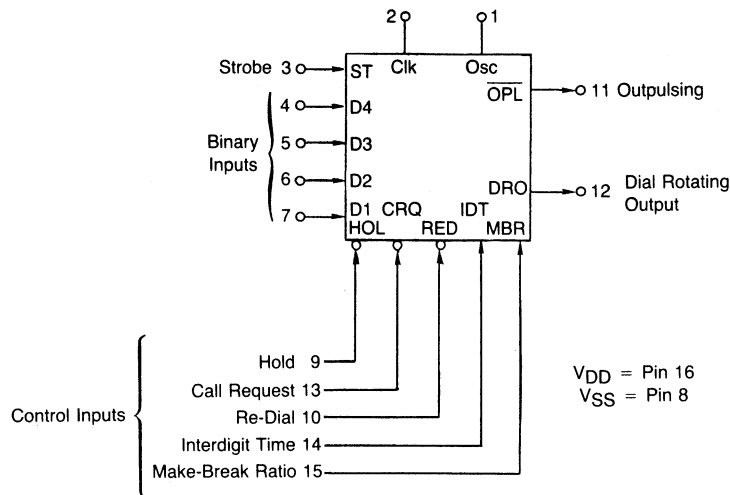 2 1
Strobe 3 ST Clk Osc
OPL 11 Outpulsing
4 D4
Binary Inputs
5 D3
6 D2
DRO 12 Dial Rotating Output
7 D1 CRQ IDT
HOL RED MBR
Hold 9
Call Request 13
Re-Dial 10
Interdigit Time 14
Make-Break Ratio 15
Control Inputs
VDD = Pin 16
VSS = Pin 8